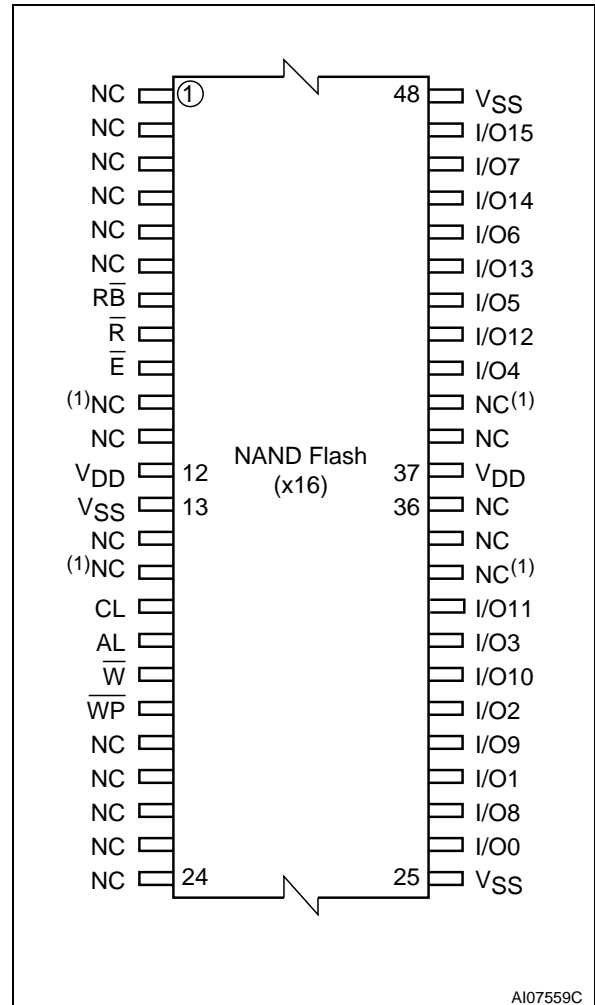 NC ① 48 VSS
NC I/O15
NC I/O7
NC I/O14
NC I/O6
NC I/O13
RB̅ I/O5
R̅ I/O12
E̅ I/O4
(1)NC NC(1)
NC NC
VDD 12 NAND Flash 37 VDD
(x16)
VSS 13 36 NC
NC NC
(1)NC NC(1)
CL I/O11
AL I/O3
W̅ I/O10
W̅P̅ I/O2
NC I/O9
NC I/O1
NC I/O8
NC I/O0
NC 24 25 VSS
AI07559C